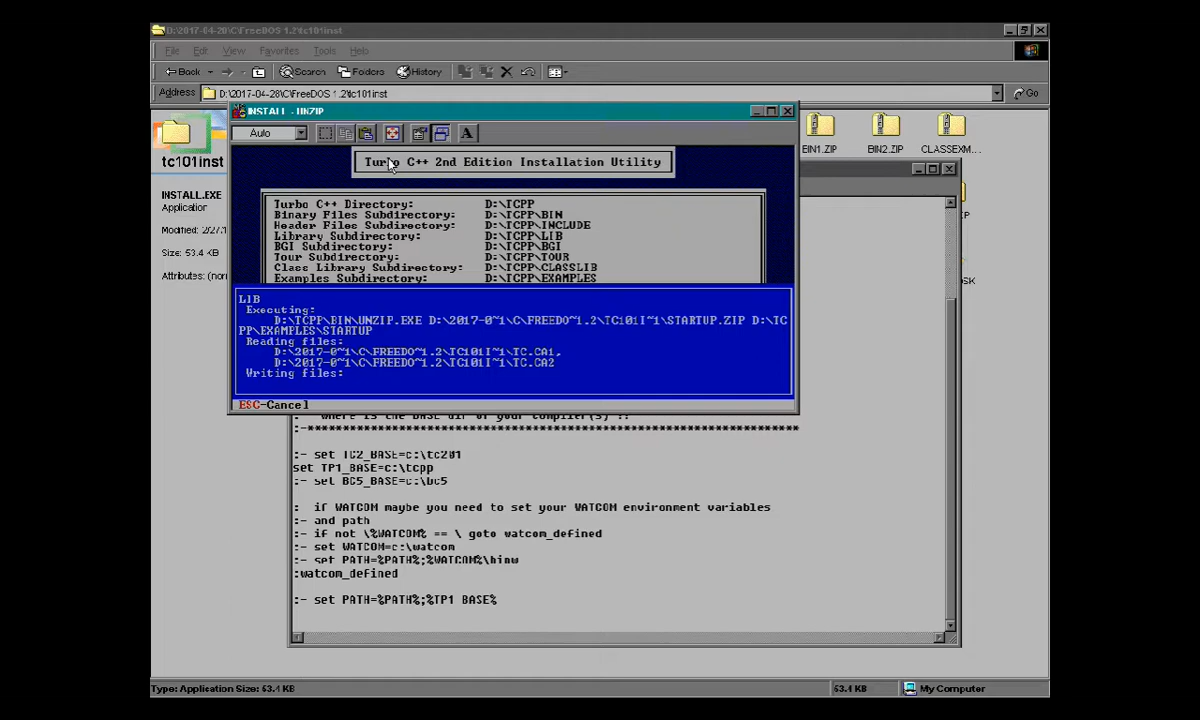 D:\2017-04-28\C\FreeDOS 1.2\tc101inst
File Edit View Favorites Tools Help
Back Search Folders History
Address D:\2017-04-28\C\FreeDOS 1.2\tc101inst Go
INSTALL - UNZIP
Auto
A
BIN1.ZIP BIN2.ZIP CLASSEXM...
tc101inst
INSTALL.EXE
Application
Size: 53.4 KB
Turbo C++ 2nd Edition Installation Utility
Turbo C++ Directory: D:\TCPP
Binary Files Subdirectory: D:\TCPP\BIN
Header Files Subdirectory: D:\TCPP\INCLUDE
Library Subdirectory: D:\TCPP\LIB
BGI Subdirectory: D:\TCPP\BGI
Tour Subdirectory: D:\TCPP\TOUR
Class Library Subdirectory: D:\TCPP\CLASSLIB
Examples Subdirectory: D:\TCPP\EXAMPLES
LIB
Executing:
D:\TCPP\BIN\UNZIP.EXE D:\2017-0~1\C\FREEDO~1.2\TC101I~1\STARTUP.ZIP D:\TC
PP\EXAMPLES\STARTUP
Reading files:
D:\2017-0~1\C\FREEDO~1.2\TC101I~1\TC.CA1,
D:\2017-0~1\C\FREEDO~1.2\TC101I~1\TC.CA2
Writing files:
ESC-Cancel
:-**********************************************************************
:- set TC2_BASE=c:\tc201
set TP1_BASE=c:\tcpp
:- set BC5_BASE=c:\bc5
: if WATCOM maybe you need to set your WATCOM environment variables
:- and path
:- if not \%WATCOM% == \ goto watcom_defined
:- set WATCOM=c:\watcom
:- set PATH=%PATH%;%WATCOM%\binw
:watcom_defined
:- set PATH=%PATH%;%TP1_BASE%
Type: Application Size: 53.4 KB 53.4 KB My Computer